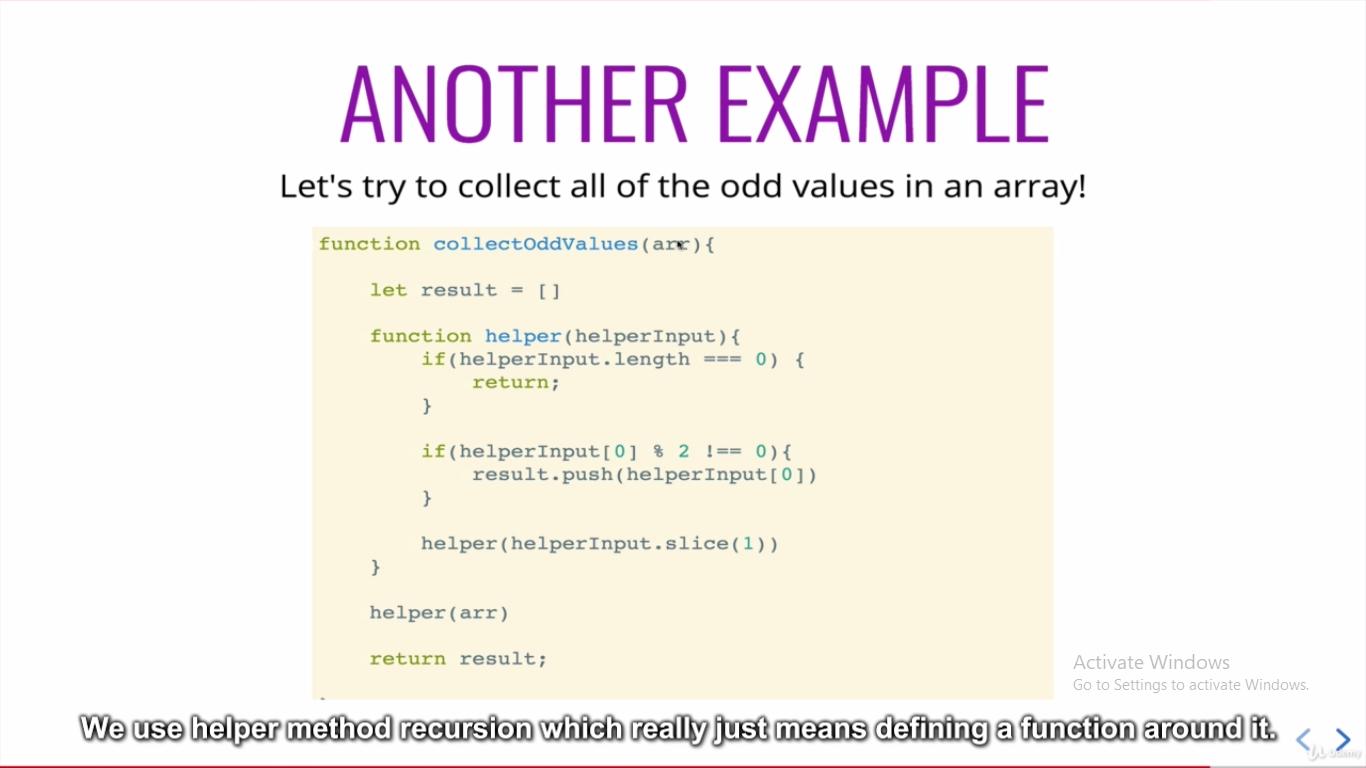 ANOTHER EXAMPLE
Let's try to collect all of the odd values in an array!
function collectOddValues(arr){
let result = []
function helper(helperInput){
if(helperInput.length === 0) {
return;
}
if(helperInput[0] % 2 !== 0){
result.push(helperInput[0])
}
helper(helperInput.slice(1))
}
helper(arr)
return result;
Activate Windows
Go to Settings to activate Windows.
We use helper method recursion which really just means defining a function around it.
Udemy